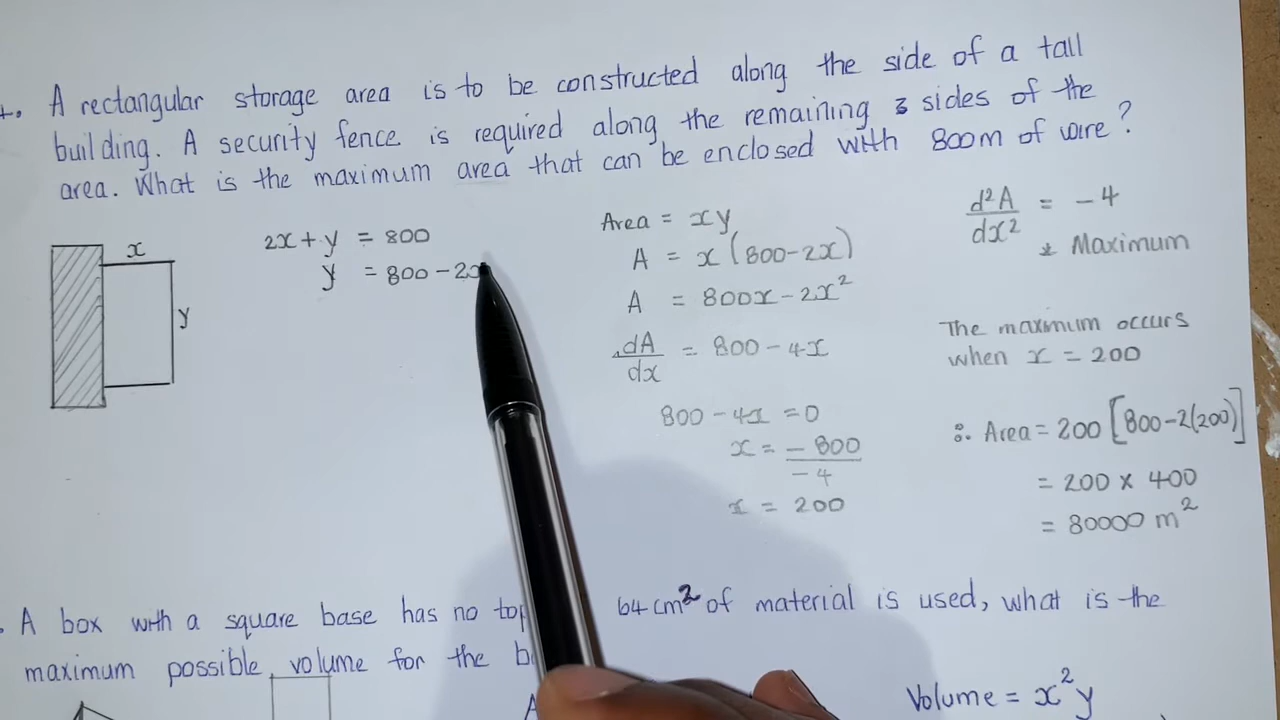 A rectangular storage area is to be constructed along the side of a tall
building. A security fence is required along the remaining 3 sides of the
area. What is the maximum area that can be enclosed with 800m of wire?
x
y
2x + y = 800
y = 800 - 2x
Area = xy
A = x(800-2x)
A = 800x - 2x²
dA/dx = 800 - 4x
800 - 4x = 0
x = -800/-4
x = 200
d²A/dx² = -4
* Maximum
The maximum occurs
when x = 200
∴ Area = 200[800-2(200)]
= 200 x 400
= 80000 m²
A box with a square base has no top 64cm² of material is used, what is the
maximum possible volume for the
Volume = x²y